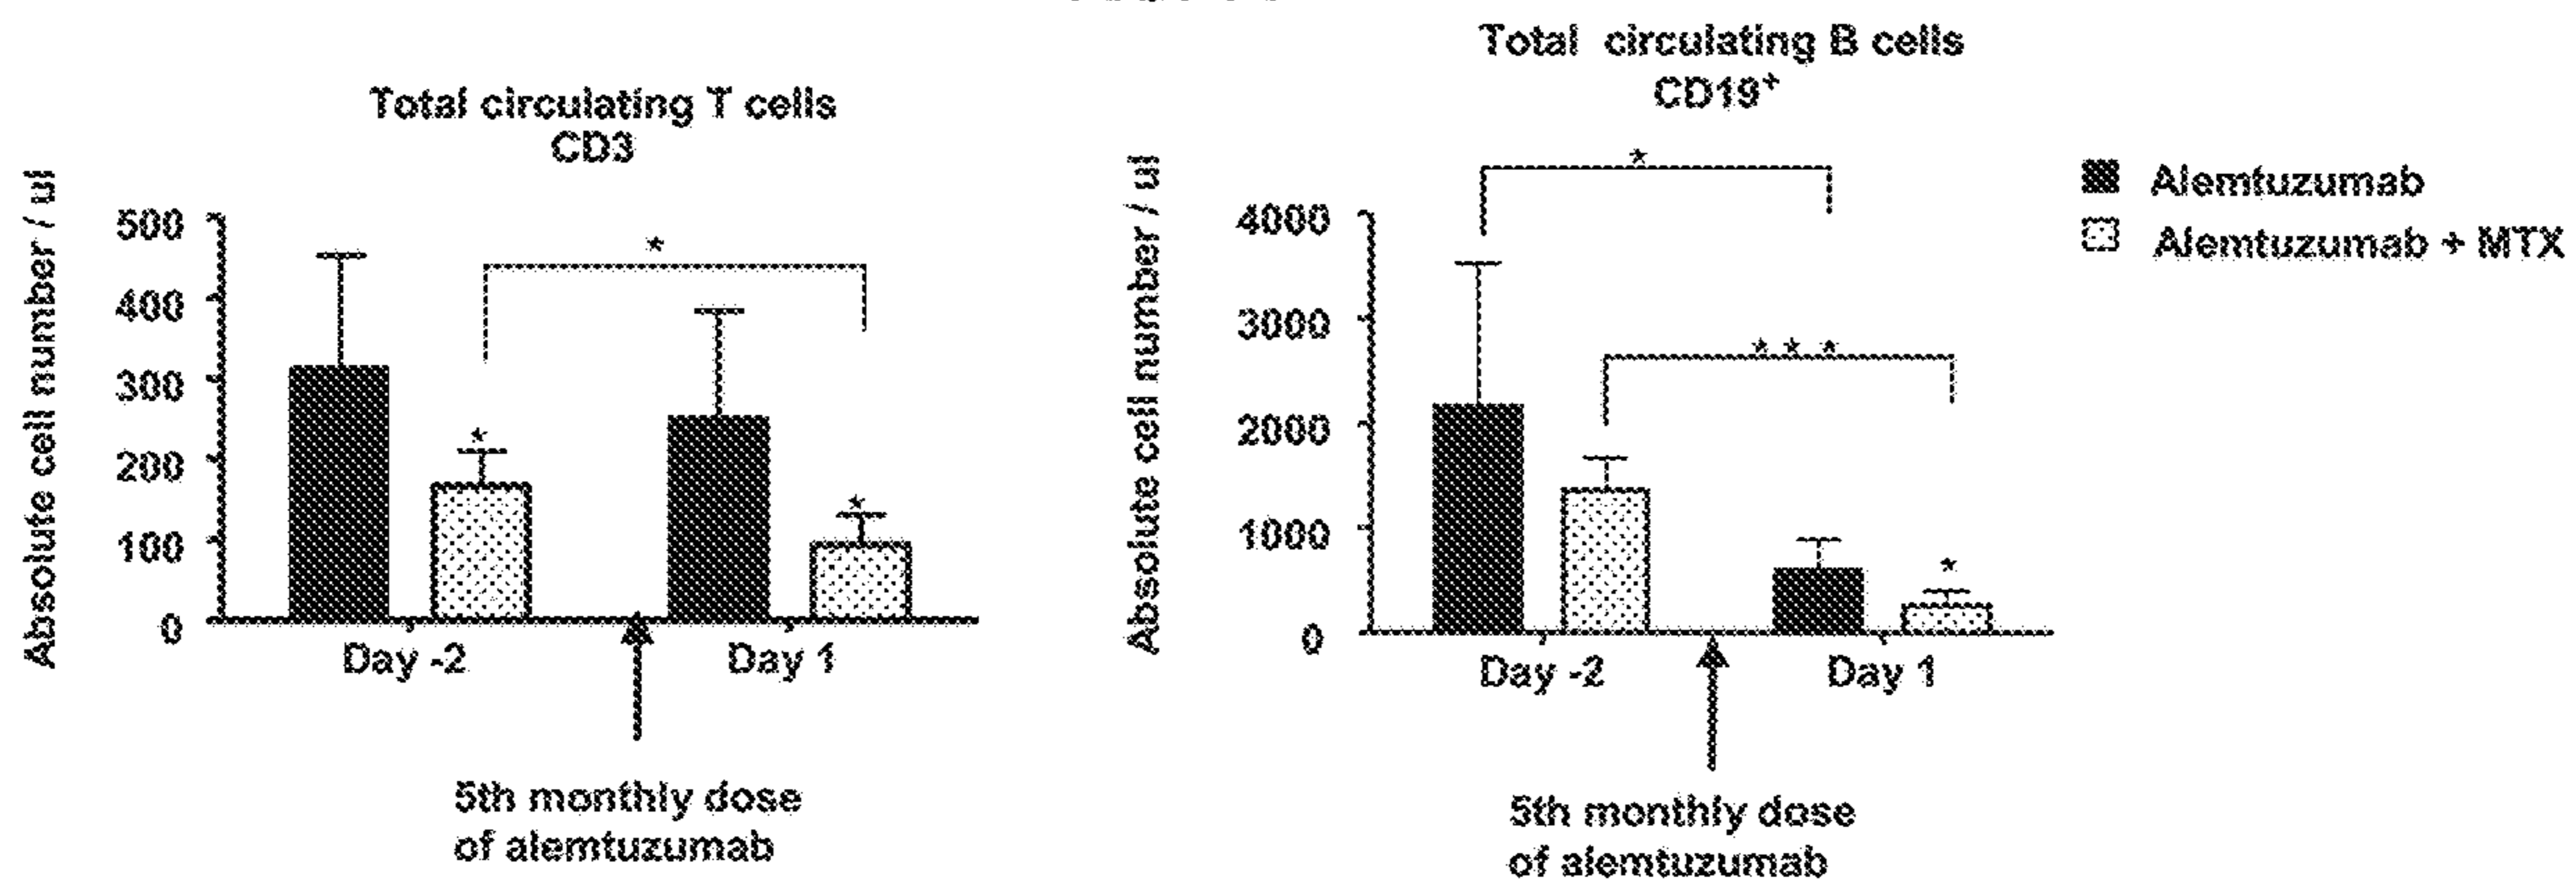 Total circulating T cells
CD3
Absolute cell number / ul
500
400
300
200
100
0
*
*
*
Day -2
Day 1
5th monthly dose
of alemtuzumab
Total circulating B cells
CD19⁺
Absolute cell number / ul
4000
3000
2000
1000
0
*
* * *
*
Day -2
Day 1
5th monthly dose
of alemtuzumab
Alemtuzumab
Alemtuzumab + MTX